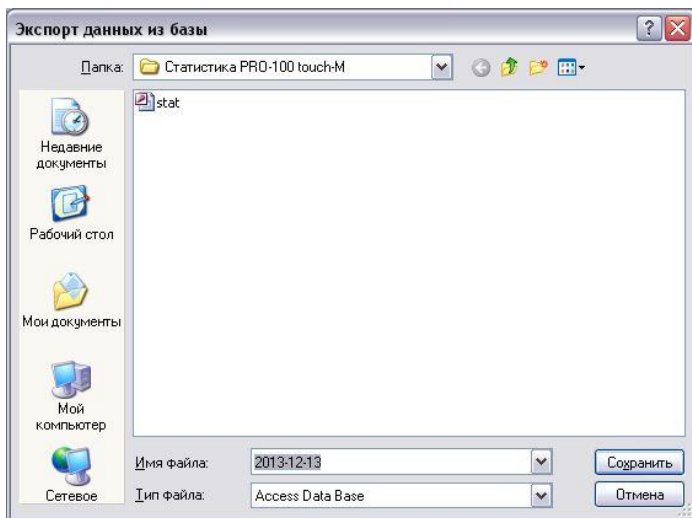 Экспорт данных из базы
Папка:
Статистика PRO-100 touch-M
stat
Недавние
документы
Рабочий стол
Мои документы
Мой
компьютер
Сетевое
Имя файла:
2013-12-13
Сохранить
Тип файла:
Access Data Base
Отмена